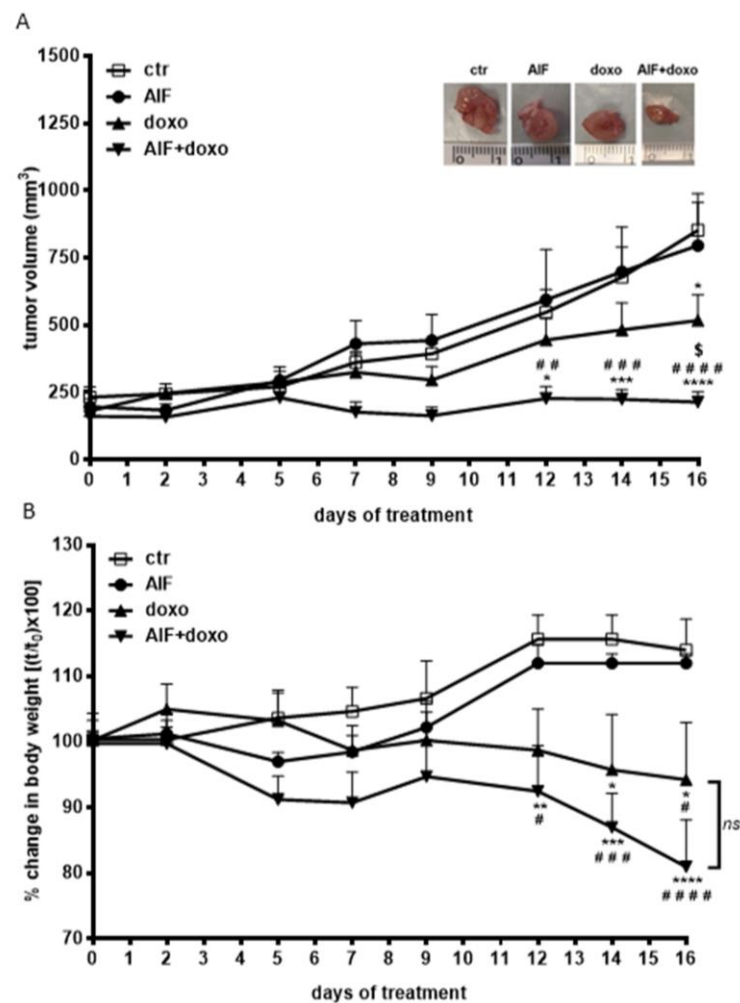 A
1500
1250
1000
750
500
250
0
tumor volume (mm³)
ctr
AIF
doxo
AIF+doxo
ctr AIF doxo AIF+doxo
0 1 0 1 0 1 0 1
*
$
# # # # # # # # #
* *** ****
0 1 2 3 4 5 6 7 8 9 10 11 12 13 14 15 16
days of treatment
B
130
120
110
100
90
80
70
% change in body weight [(t/t₀)x100]
ctr
AIF
doxo
AIF+doxo
* *
#
** 
#
***
# # #
****
# # # #
ns
0 1 2 3 4 5 6 7 8 9 10 11 12 13 14 15 16
days of treatment